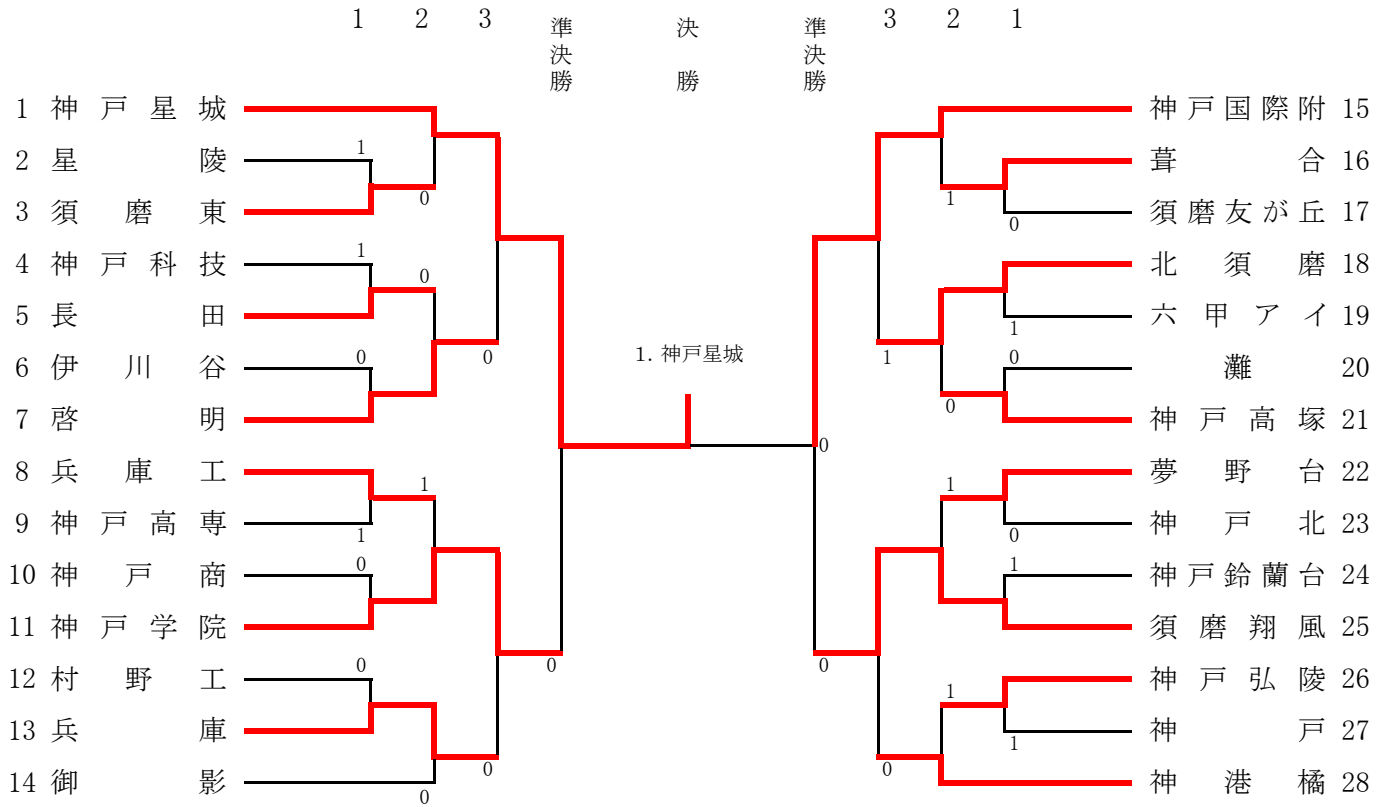 1 2 3 準決勝 決勝 準決勝 3 2 1
1 神戸星城
2 星陵
3 須磨東
4 神戸科技
5 長田
6 伊川谷
7 啓明
8 兵庫工
9 神戸高専
10 神戸商
11 神戸学院
12 村野工
13 兵庫
14 御影
1
0
1
0
0
0
1
1
0
0
0
0
0
1. 神戸星城
0
神戸国際附 15
葺合 16
須磨友が丘 17
北須磨 18
六甲アイ 19
灘 20
神戸高塚 21
夢野台 22
神戸北 23
神戸鈴蘭台 24
須磨翔風 25
神戸弘陵 26
神戸 27
神港橘 28
1
0
1
0
1
0
1
0
1
0
1
1
0